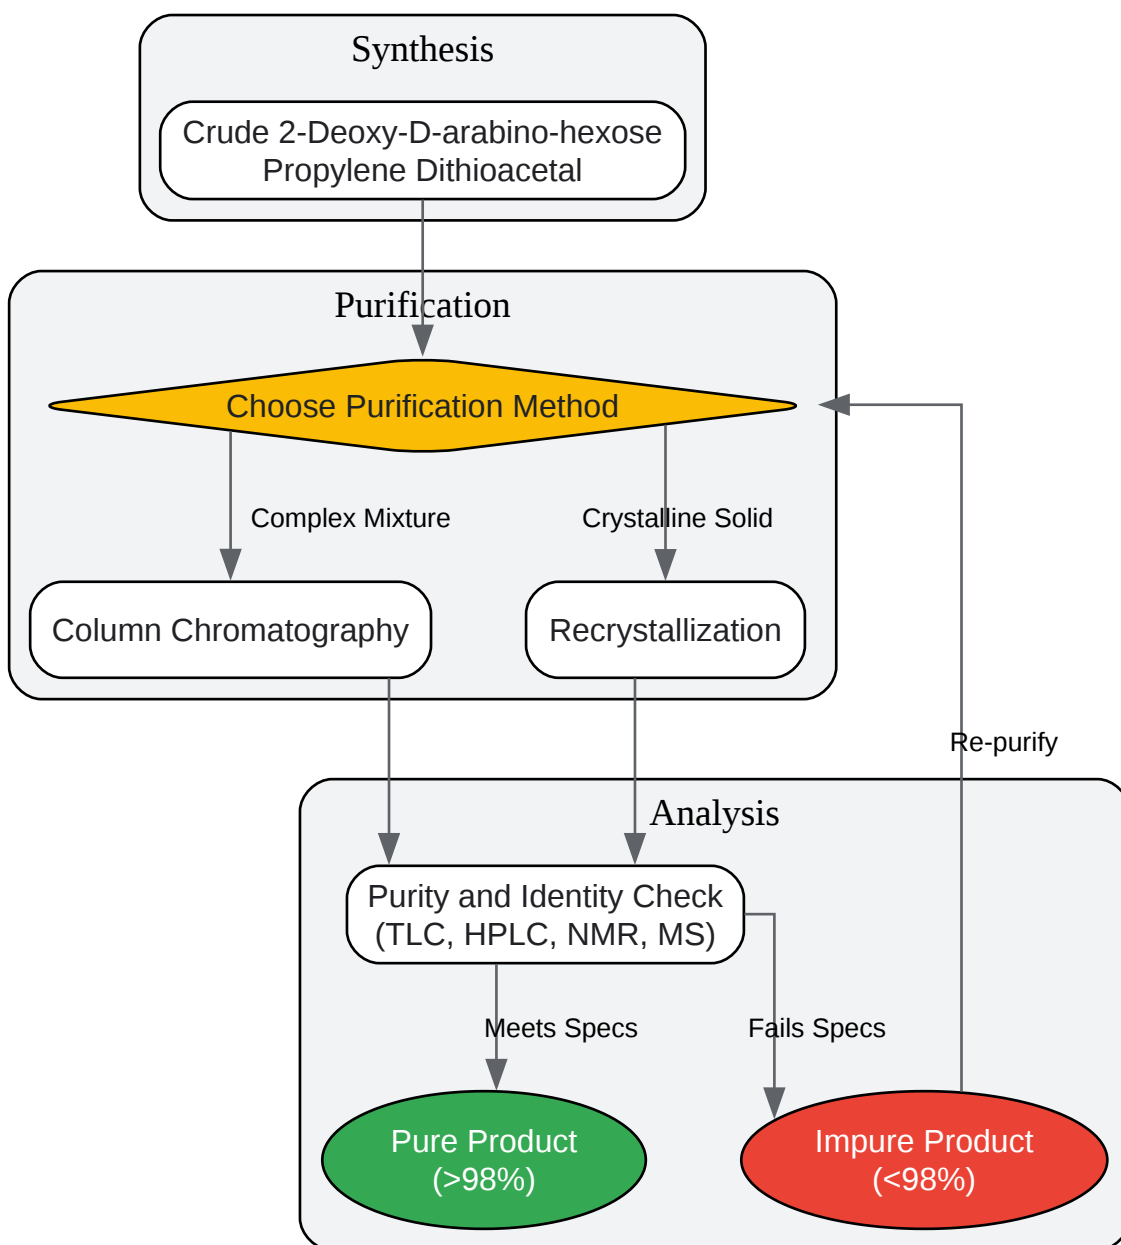 Synthesis
Crude 2-Deoxy-D-arabino-hexose
Propylene Dithioacetal
Purification
Choose Purification Method
Complex Mixture
Crystalline Solid
Column Chromatography
Recrystallization
Re-purify
Analysis
Purity and Identity Check
(TLC, HPLC, NMR, MS)
Meets Specs
Fails Specs
Pure Product
(>98%)
Impure Product
(<98%)